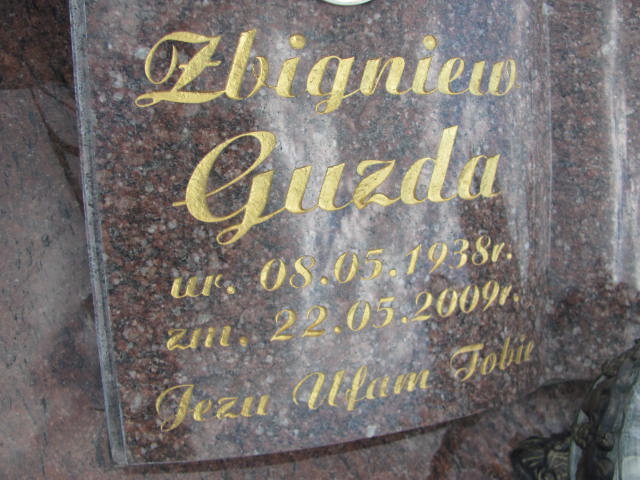 Zbigniew
Guzda
ur. 08.05.1938r.
zm. 22.05.2009r.
Jezu Ufam Tobie